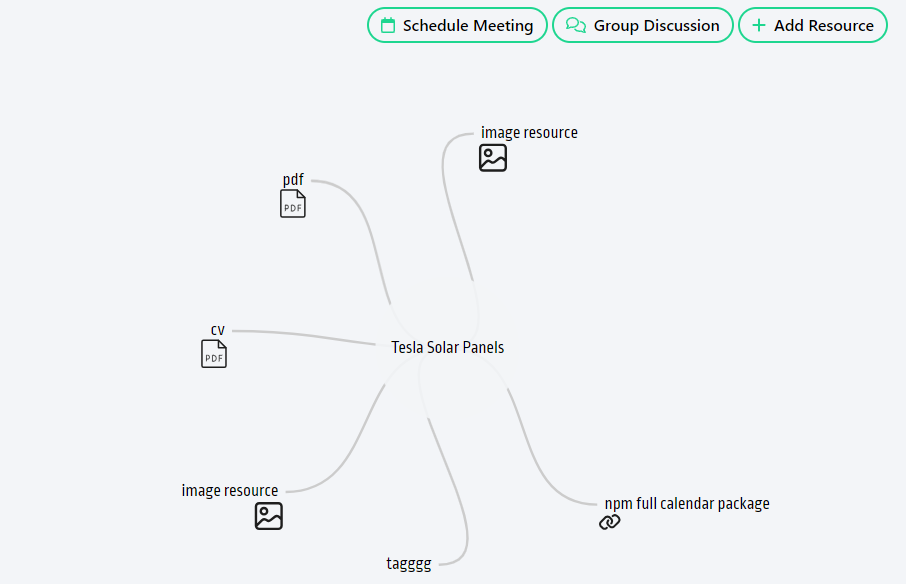 Schedule Meeting
Group Discussion
Add Resource
image resource
pdf
PDF
cv
PDF
Tesla Solar Panels
image resource
npm full calendar package
tagggg